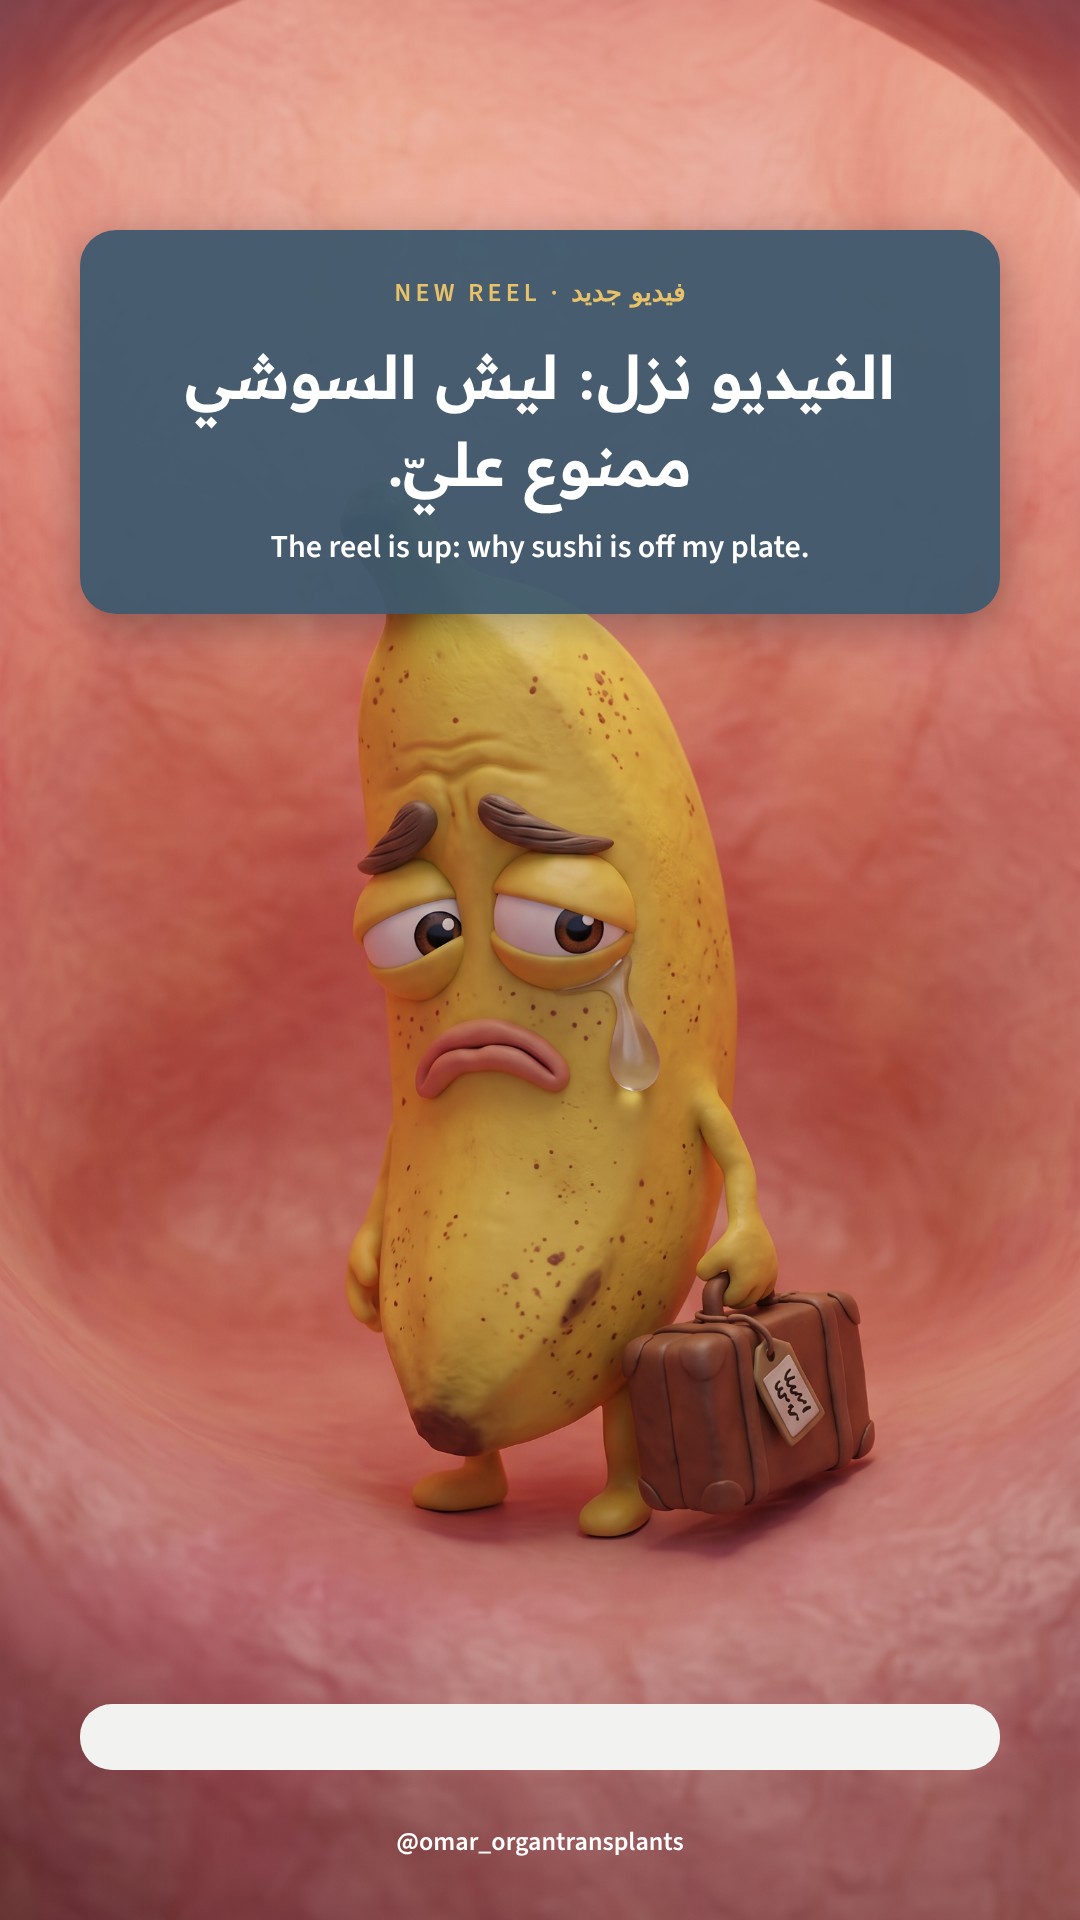 NEW REEL · فيديو جديد
الفيديو نزل: ليش السوشي
ممنوع عليّ.
The reel is up: why sushi is off my plate.
@omar_organtransplants